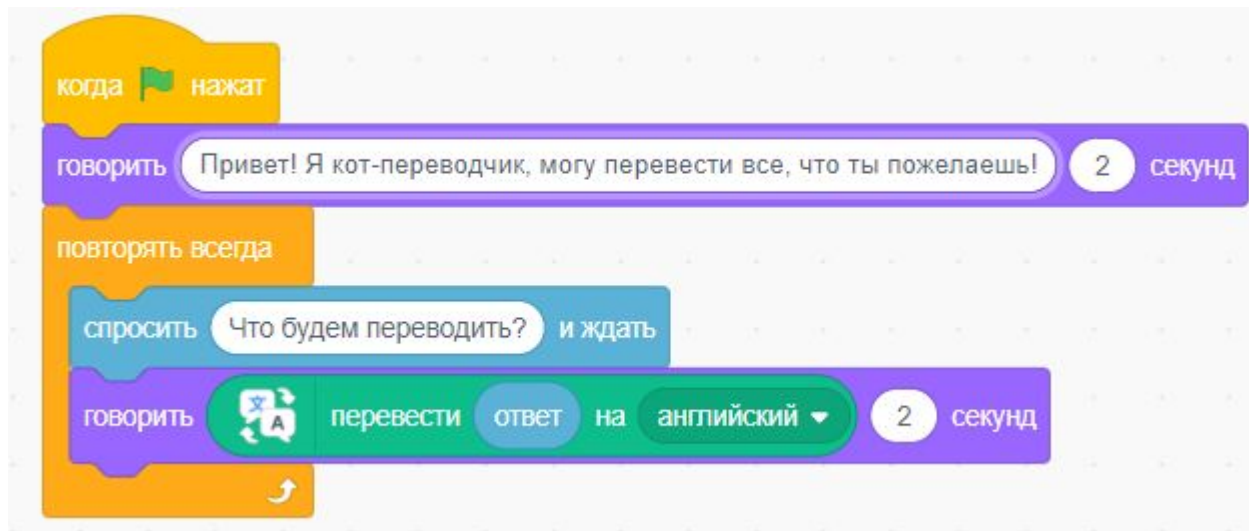 когда нажат
говорить Привет! Я кот-переводчик, могу перевести все, что ты пожелаешь! 2 секунд
повторять всегда
спросить Что будем переводить? и ждать
говорить перевести ответ на английский 2 секунд